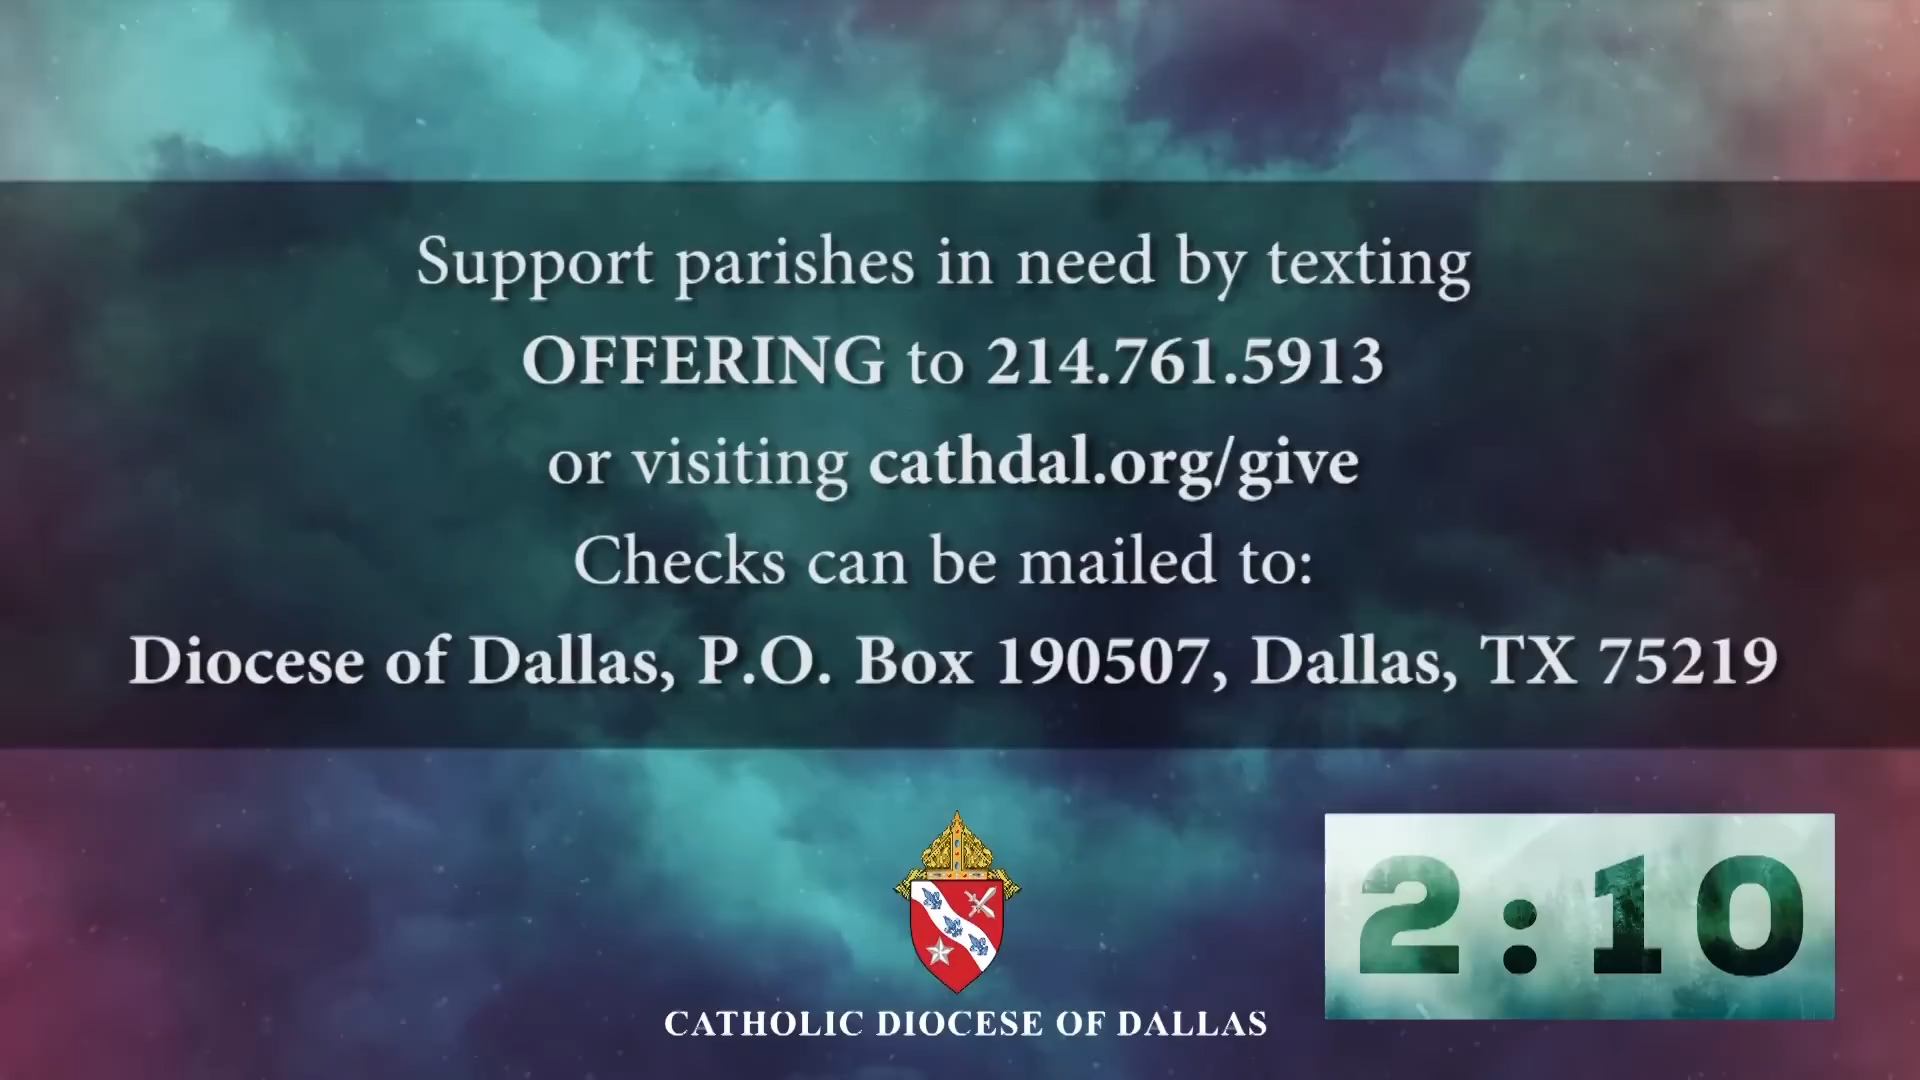 Support parishes in need by texting
OFFERING to 214.761.5913
or visiting cathdal.org/give
Checks can be mailed to:
Diocese of Dallas, P.O. Box 190507, Dallas, TX 75219
2:10
CATHOLIC DIOCESE OF DALLAS